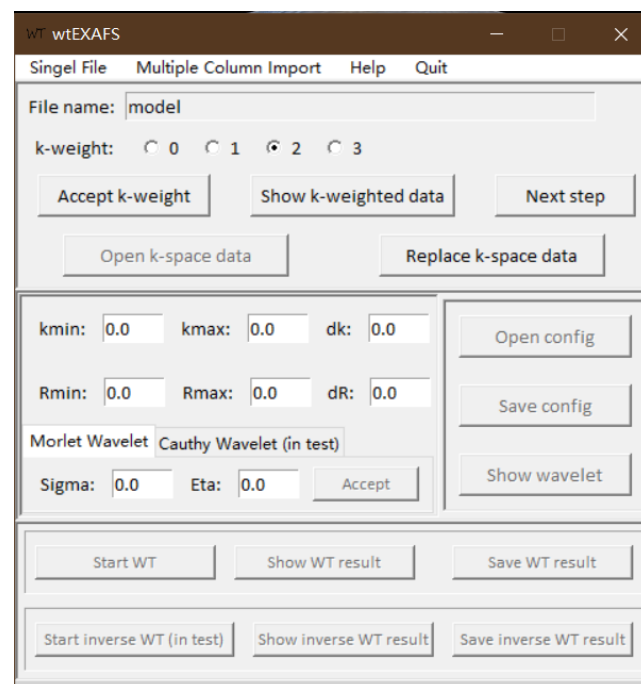 WT wtEXAFS
Singel File Multiple Column Import Help Quit
File name: model
k-weight: 0 1 2 3
Accept k-weight Show k-weighted data Next step
Open k-space data Replace k-space data
kmin: 0.0 kmax: 0.0 dk: 0.0
Open config
Rmin: 0.0 Rmax: 0.0 dR: 0.0
Save config
Morlet Wavelet Cauthy Wavelet (in test)
Sigma: 0.0 Eta: 0.0 Accept
Show wavelet
Start WT Show WT result Save WT result
Start inverse WT (in test) Show inverse WT result Save inverse WT result